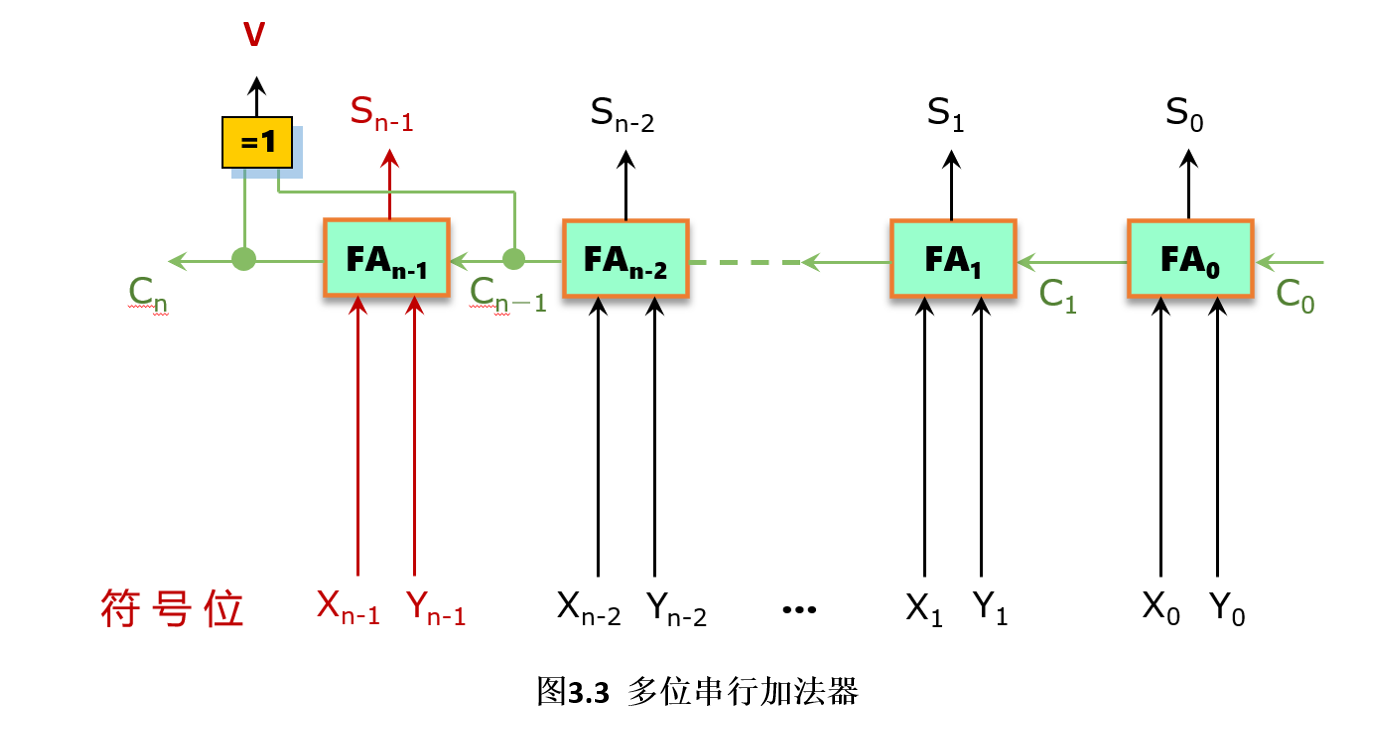 V
=1
Sn-1 Sn-2 S1 S0
FAn-1 FAn-2 FA1 FA0
Cn Cn−1 C1 C0
符号位 Xn-1 Yn-1 Xn-2 Yn-2 ... X1 Y1 X0 Y0
图3.3 多位串行加法器